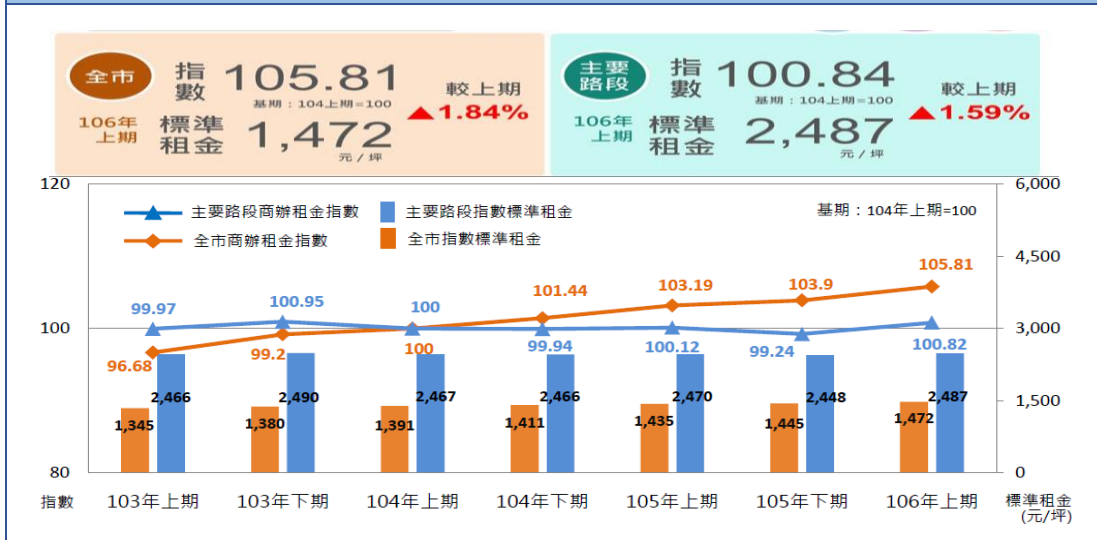 全市
指數 105.81
基期：104上期=100
較上期
▲1.84%
106年上期
標準租金 1,472
元/坪
主要路段
指數 100.84
基期：104上期=100
較上期
▲1.59%
106年上期
標準租金 2,487
元/坪
120
6,000
主要路段商辦租金指數
主要路段指數標準租金
基期：104年上期=100
全市商辦租金指數
全市指數標準租金
4,500
105.81
103.9
103.19
101.44
99.97
100.95
100
100
3,000
96.68
99.2
100
99.94
100.12
99.24
100.82
1,345
2,466
1,380
2,490
1,391
2,467
1,411
2,466
1,435
2,470
1,445
2,448
1,472
2,487
1,500
80
0
指數
103年上期
103年下期
104年上期
104年下期
105年上期
105年下期
106年上期
標準租金
(元/坪)